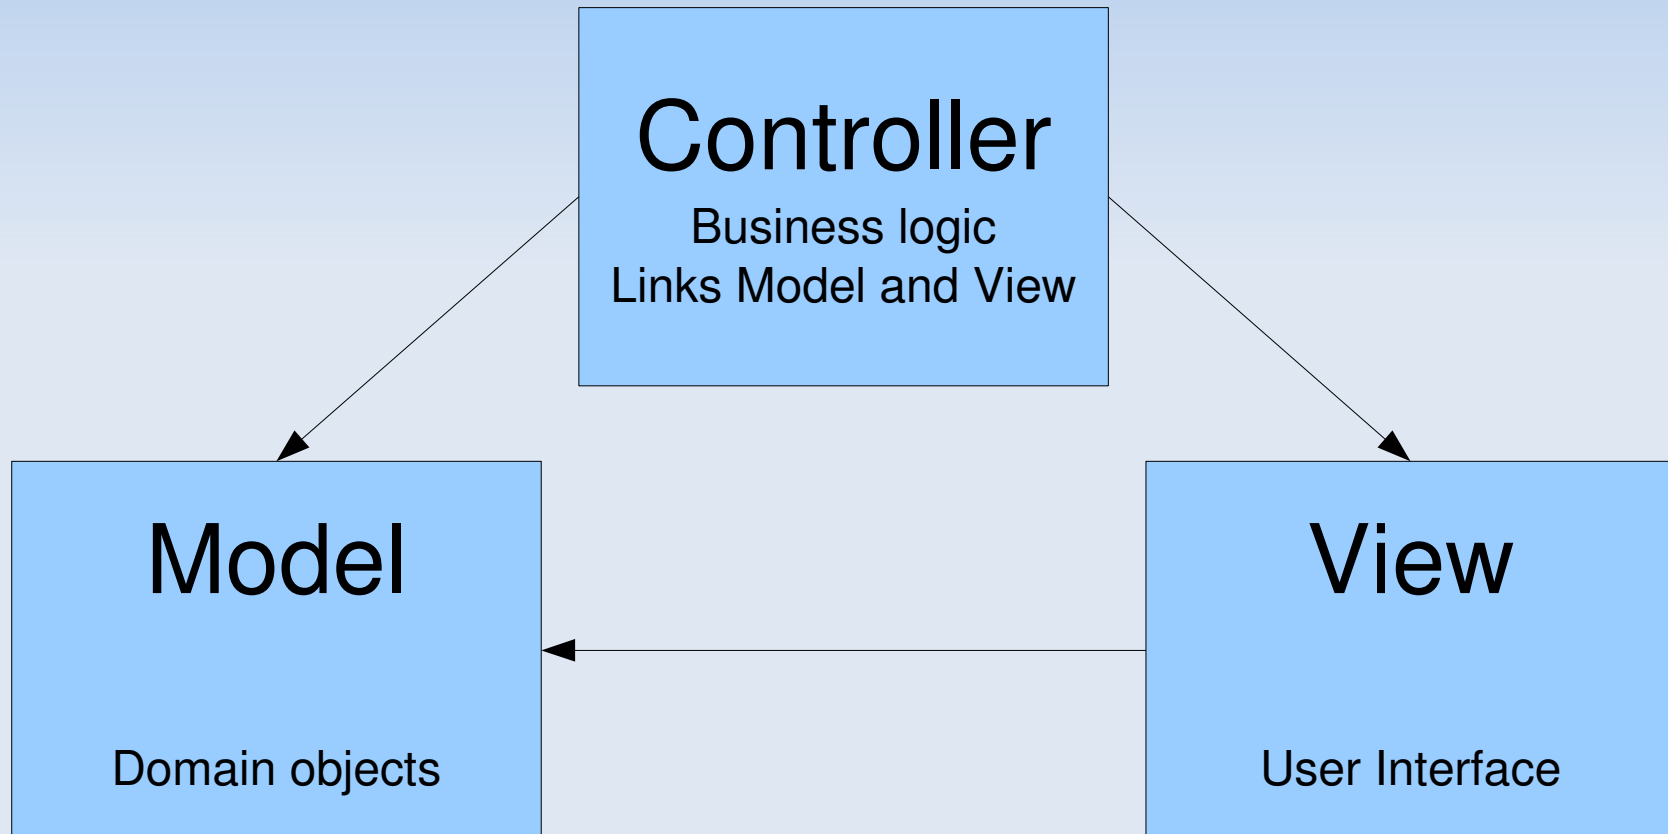 Controller
Business logic
Links Model and View
Model
Domain objects
View
User Interface